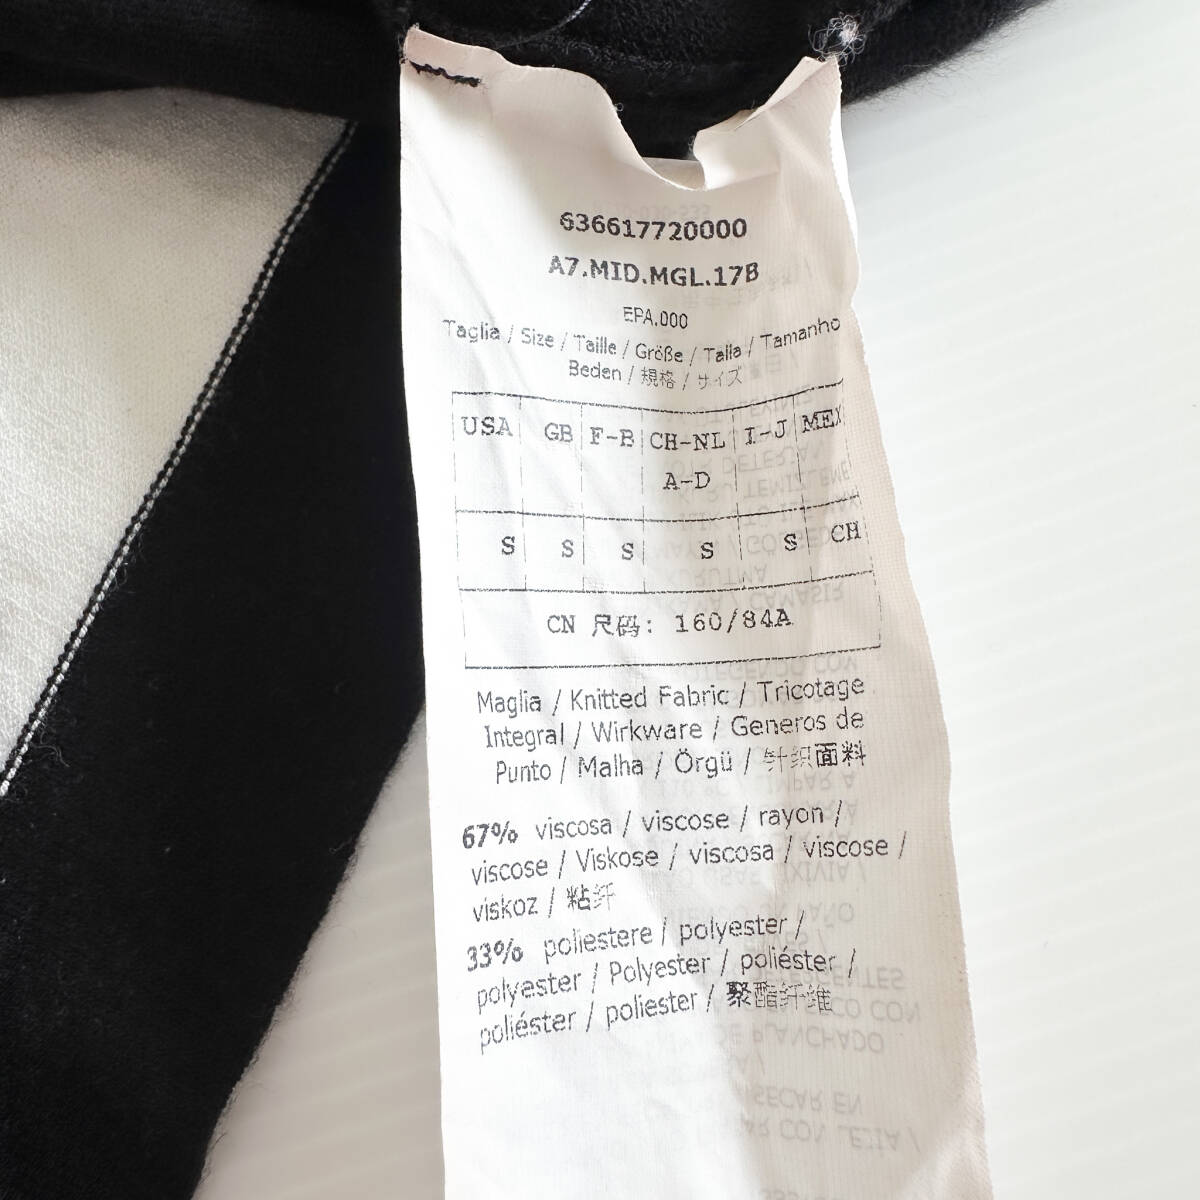 636617720000
A7.MID.MGL.17B
EPA.000
Taglia / Size / Taille / Größe / Talla / Tamanho
Beden / 規格 / サイズ
USA GB F-B CH-NL I-J MEX
A-D
S S S S S CH
CN 尺码: 160/84A
Maglia / Knitted Fabric / Tricotage
Integral / Wirkware / Generos de
Punto / Malha / Örgü / 针织面料
67% viscosa / viscose / rayon /
viscose / Viskose / viscosa / viscose /
viskoz / 粘纤
33% poliestere / polyester /
polyester / Polyester / poliéster /
poliéster / poliester / 聚酯纤维